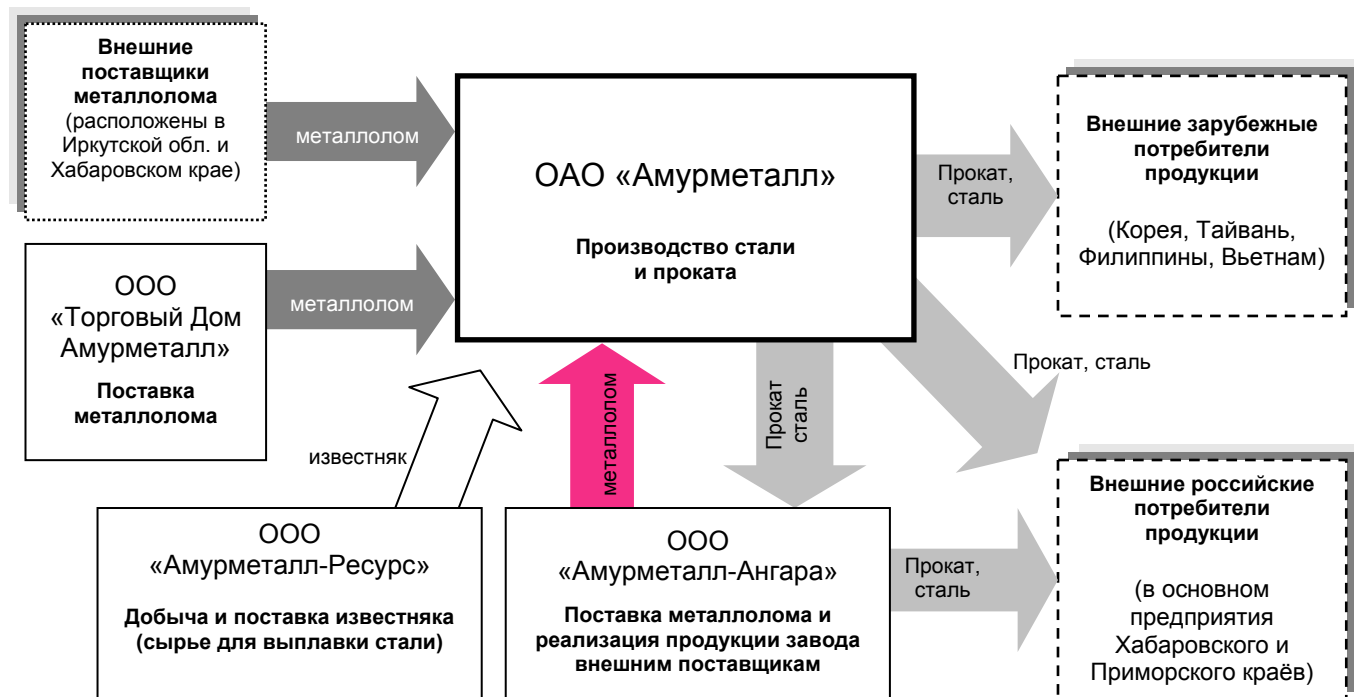 Внешние
поставщики
металлолома
(расположены в
Иркутской обл. и
Хабаровском крае)
металлолом
ОАО «Амурметалл»
Производство стали
и проката
Прокат,
сталь
Внешние зарубежные
потребители
продукции
(Корея, Тайвань,
Филиппины, Вьетнам)
ООО
«Торговый Дом
Амурметалл»
Поставка
металлолома
металлолом
известняк
металлолом
Прокат
сталь
Прокат, сталь
ООО
«Амурметалл-Ресурс»
Добыча и поставка известняка
(сырье для выплавки стали)
ООО
«Амурметалл-Ангара»
Поставка металлолома и
реализация продукции завода
внешним поставщикам
Прокат,
сталь
Внешние российские
потребители
продукции
(в основном
предприятия
Хабаровского и
Приморского краёв)